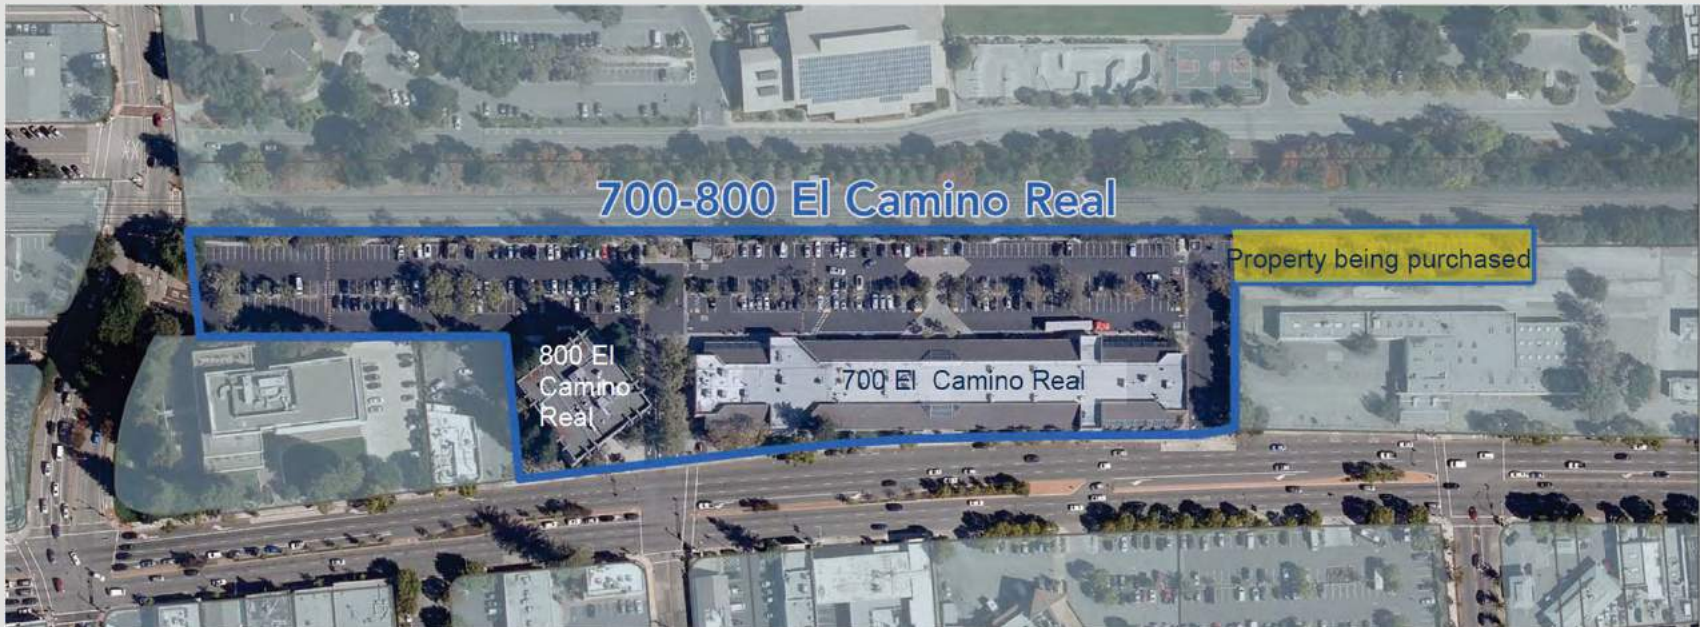 700-800 El Camino Real
Property being purchased
800 El
Camino
Real
700 El Camino Real